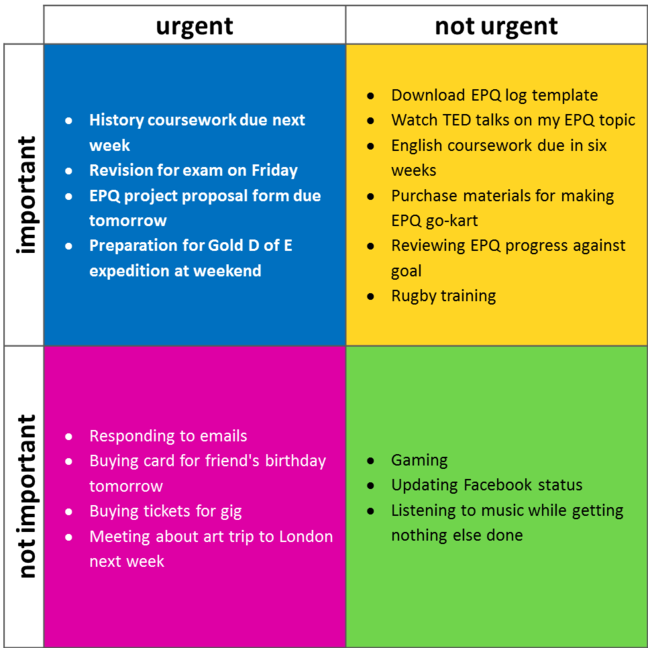 urgent
not urgent
important
● History coursework due next
week
● Revision for exam on Friday
● EPQ project proposal form due
tomorrow
● Preparation for Gold D of E
expedition at weekend
● Download EPQ log template
● Watch TED talks on my EPQ topic
● English coursework due in six
weeks
● Purchase materials for making
EPQ go-kart
● Reviewing EPQ progress against
goal
● Rugby training
not important
● Responding to emails
● Buying card for friend's birthday
tomorrow
● Buying tickets for gig
● Meeting about art trip to London
next week
● Gaming
● Updating Facebook status
● Listening to music while getting
nothing else done